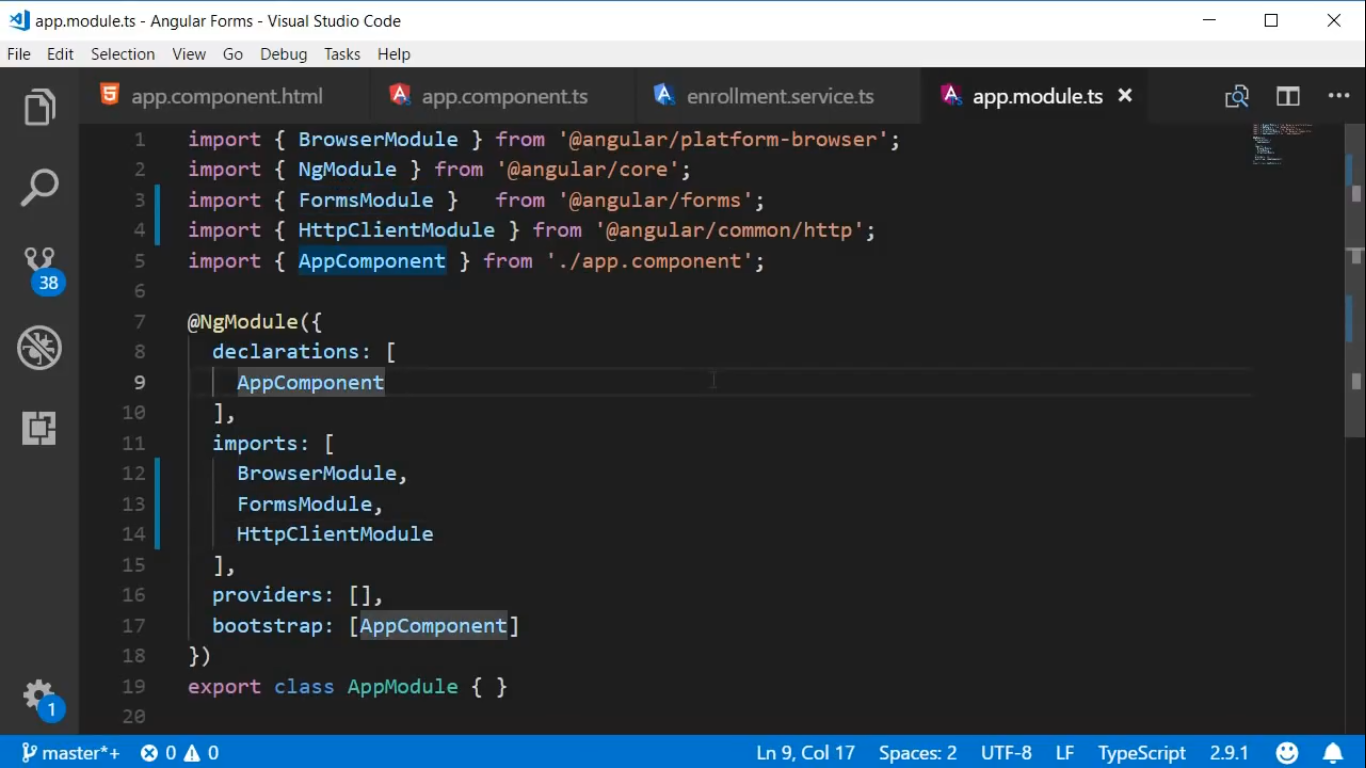 app.module.ts - Angular Forms - Visual Studio Code
File Edit Selection View Go Debug Tasks Help
app.component.html app.component.ts enrollment.service.ts app.module.ts
1 import { BrowserModule } from '@angular/platform-browser';
2 import { NgModule } from '@angular/core';
3 import { FormsModule }   from '@angular/forms';
4 import { HttpClientModule } from '@angular/common/http';
5 import { AppComponent } from './app.component';
6
7 @NgModule({
8   declarations: [
9     AppComponent
10   ],
11   imports: [
12     BrowserModule,
13     FormsModule,
14     HttpClientModule
15   ],
16   providers: [],
17   bootstrap: [AppComponent]
18 })
19 export class AppModule { }
20
38
1
master*+ 0 0 Ln 9, Col 17 Spaces: 2 UTF-8 LF TypeScript 2.9.1